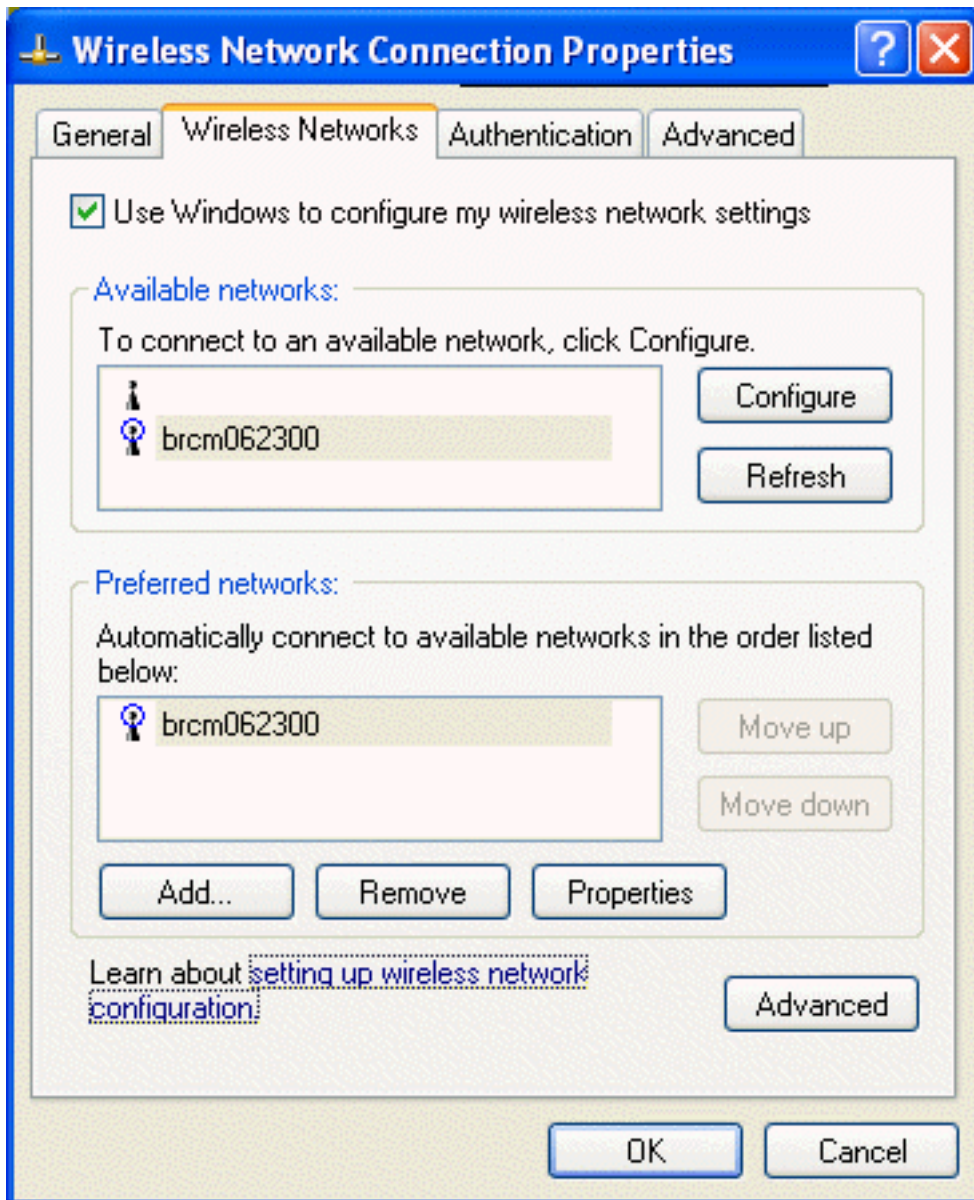 Wireless Network Connection Properties
General Wireless Networks Authentication Advanced
Use Windows to configure my wireless network settings
Available networks:
To connect to an available network, click Configure.
brcm062300
Configure
Refresh
Preferred networks:
Automatically connect to available networks in the order listed
below:
brcm062300
Move up
Move down
Add... Remove Properties
Learn about setting up wireless network
configuration.
Advanced
OK Cancel